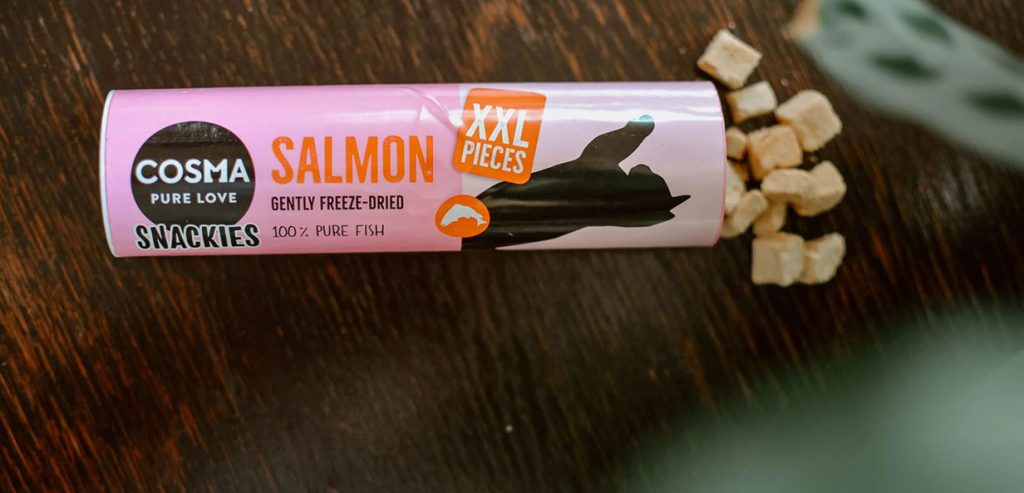 COSMA
PURE LOVE
SNACKIES
SALMON
GENTLY FREEZE-DRIED
100% PURE FISH
XXL
PIECES